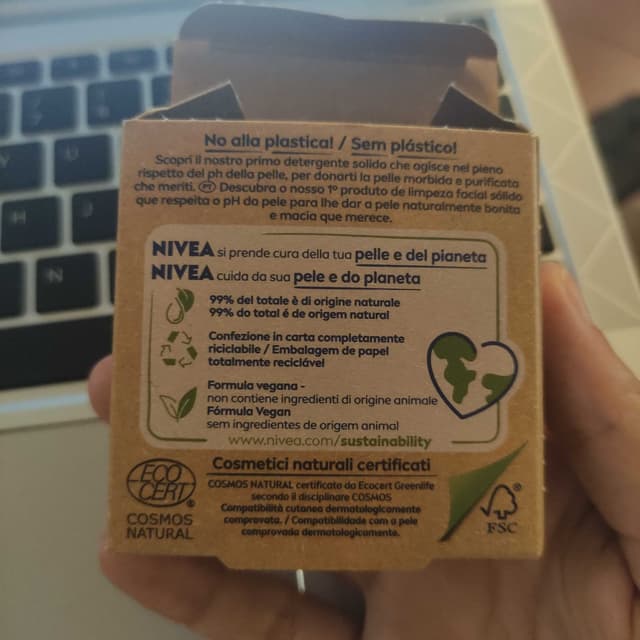 No alla plastica! / Sem plástico!
Scopri il nostro primo detergente solido che agisce nel pieno
rispetto del ph della pelle, per donarti la pelle morbida e purificata
che meriti. PT Descubra o nosso 1º produto de limpeza facial sólido
que respeita o pH da pele para lhe dar a pele naturalmente bonita
e macia que merece.
NIVEA si prende cura della tua pelle e del pianeta
NIVEA cuida da sua pele e do planeta
99% del totale è di origine naturale
99% do total é de origem natural
Confezione in carta completamente
riciclabile / Embalagem de papel
totalmente reciclável
Formula vegana -
non contiene ingredienti di origine animale
Fórmula Vegan
sem ingredientes de origem animal
www.nivea.com/sustainability
Cosmetici naturali certificati
COSMOS NATURAL certificato da Ecocert Greenlife
secondo il disciplinare COSMOS
Compatibilità cutanea dermatologicamente
comprovata. / Compatibilidade com a pele
comprovada dermatologicamente.
ECO
CERT®
COSMOS
NATURAL
FSC